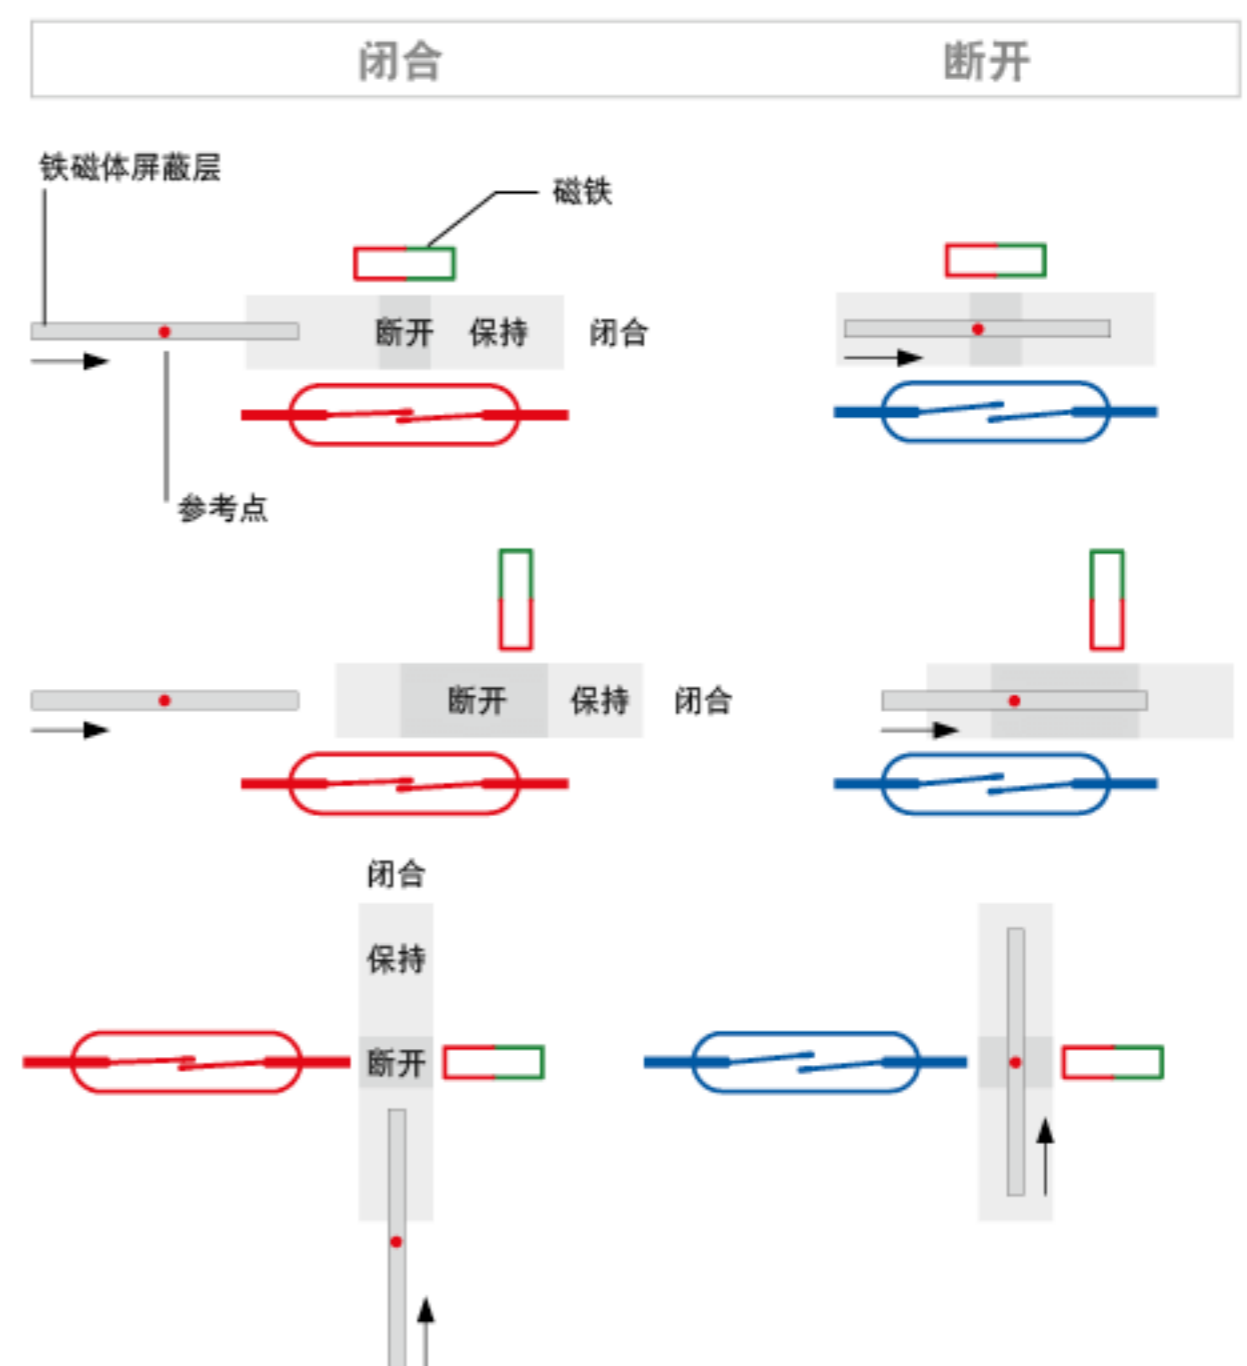 闭合 断开
铁磁体屏蔽层
磁铁
断开 保持 闭合
参考点
断开 保持 闭合
闭合
保持
断开